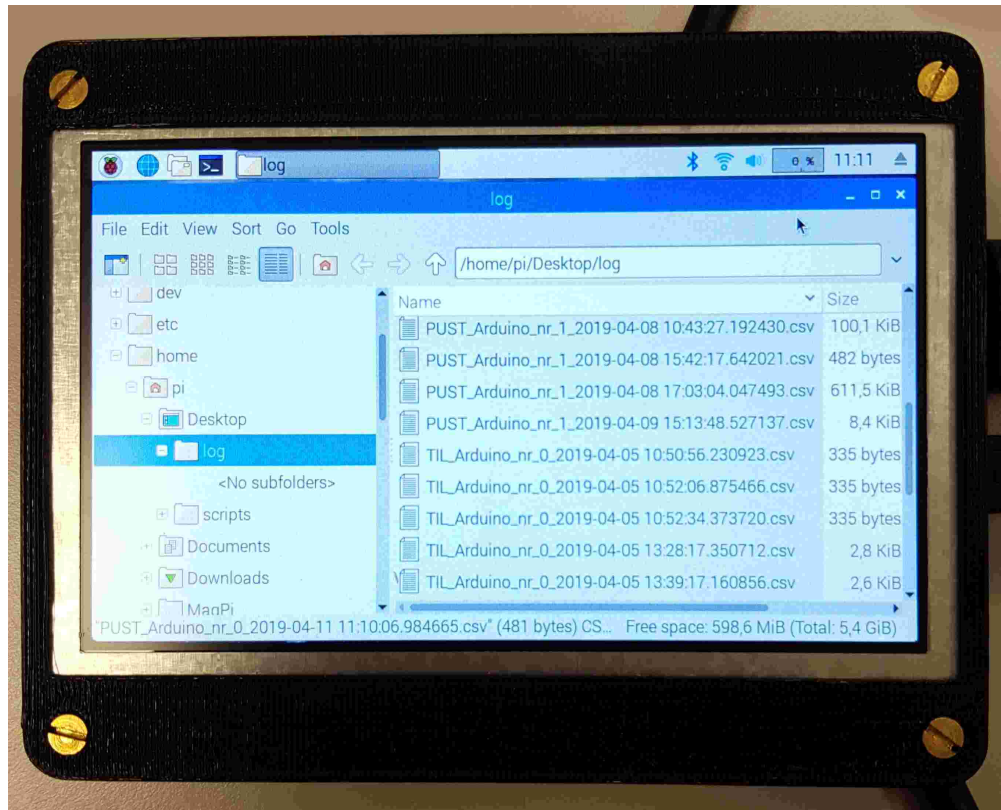 log 0 % 11:11
log
File Edit View Sort Go Tools
/home/pi/Desktop/log
dev
etc
home
pi
Desktop
log
<No subfolders>
scripts
Documents
Downloads
MagPi
Name Size
PUST_Arduino_nr_1_2019-04-08 10:43:27.192430.csv 100,1 KiB
PUST_Arduino_nr_1_2019-04-08 15:42:17.642021.csv 482 bytes
PUST_Arduino_nr_1_2019-04-08 17:03:04.047493.csv 611,5 KiB
PUST_Arduino_nr_1_2019-04-09 15:13:48.527137.csv 8,4 KiB
TIL_Arduino_nr_0_2019-04-05 10:50:56.230923.csv 335 bytes
TIL_Arduino_nr_0_2019-04-05 10:52:06.875466.csv 335 bytes
TIL_Arduino_nr_0_2019-04-05 10:52:34.373720.csv 335 bytes
TIL_Arduino_nr_0_2019-04-05 13:28:17.350712.csv 2,8 KiB
TIL_Arduino_nr_0_2019-04-05 13:39:17.160856.csv 2,6 KiB
"PUST_Arduino_nr_0_2019-04-11 11:10:06.984665.csv" (481 bytes) CS... Free space: 598,6 MiB (Total: 5,4 GiB)